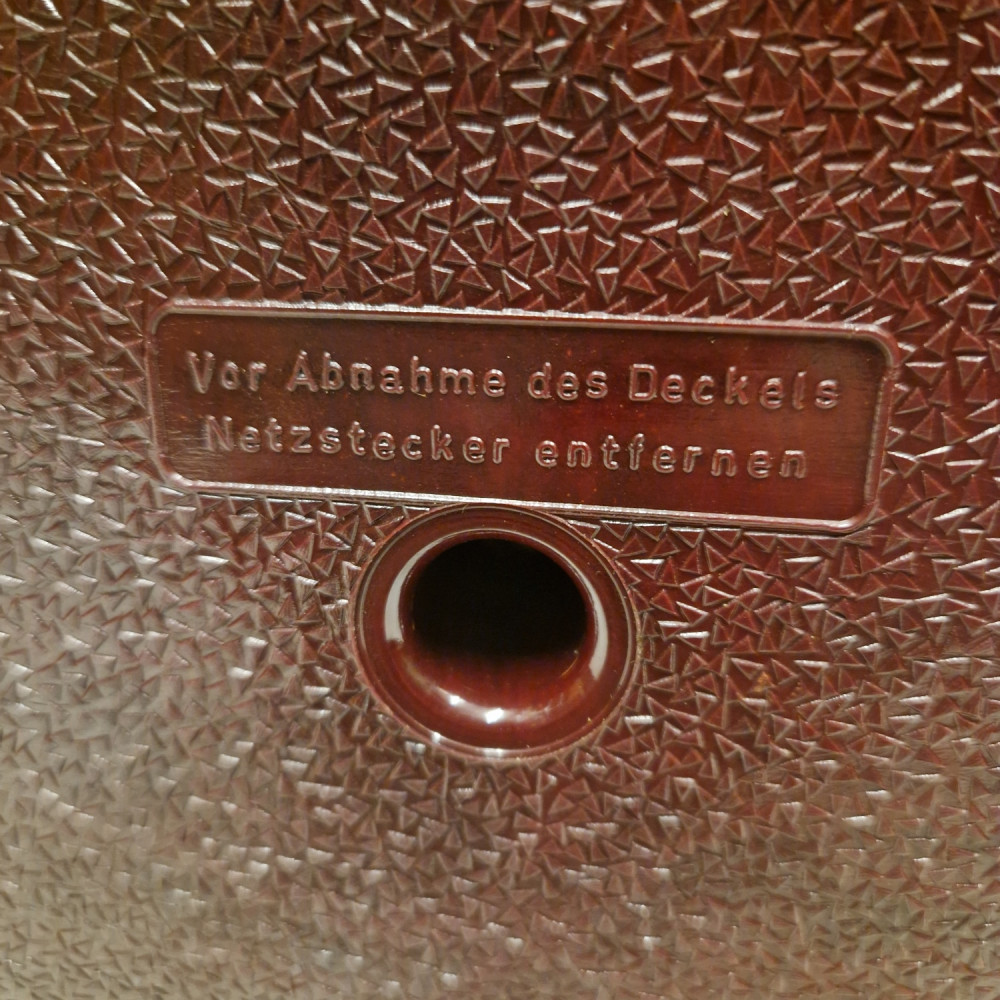 Vor Abnahme des Deckels
Netzstecker entfernen